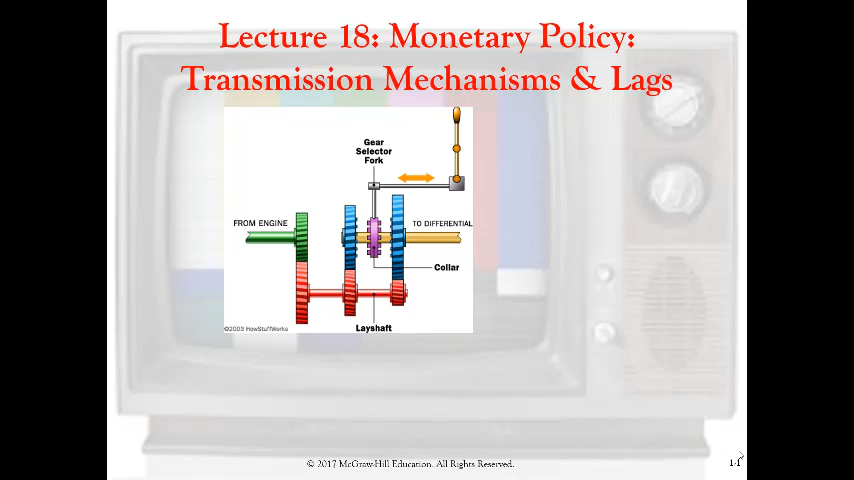 Lecture 18: Monetary Policy:
Transmission Mechanisms & Lags
Gear
Selector
Fork
FROM ENGINE
TO DIFFERENTIAL
Collar
©2003 HowStuffWorks
Layshaft
© 2017 McGraw-Hill Education. All Rights Reserved.
1-1